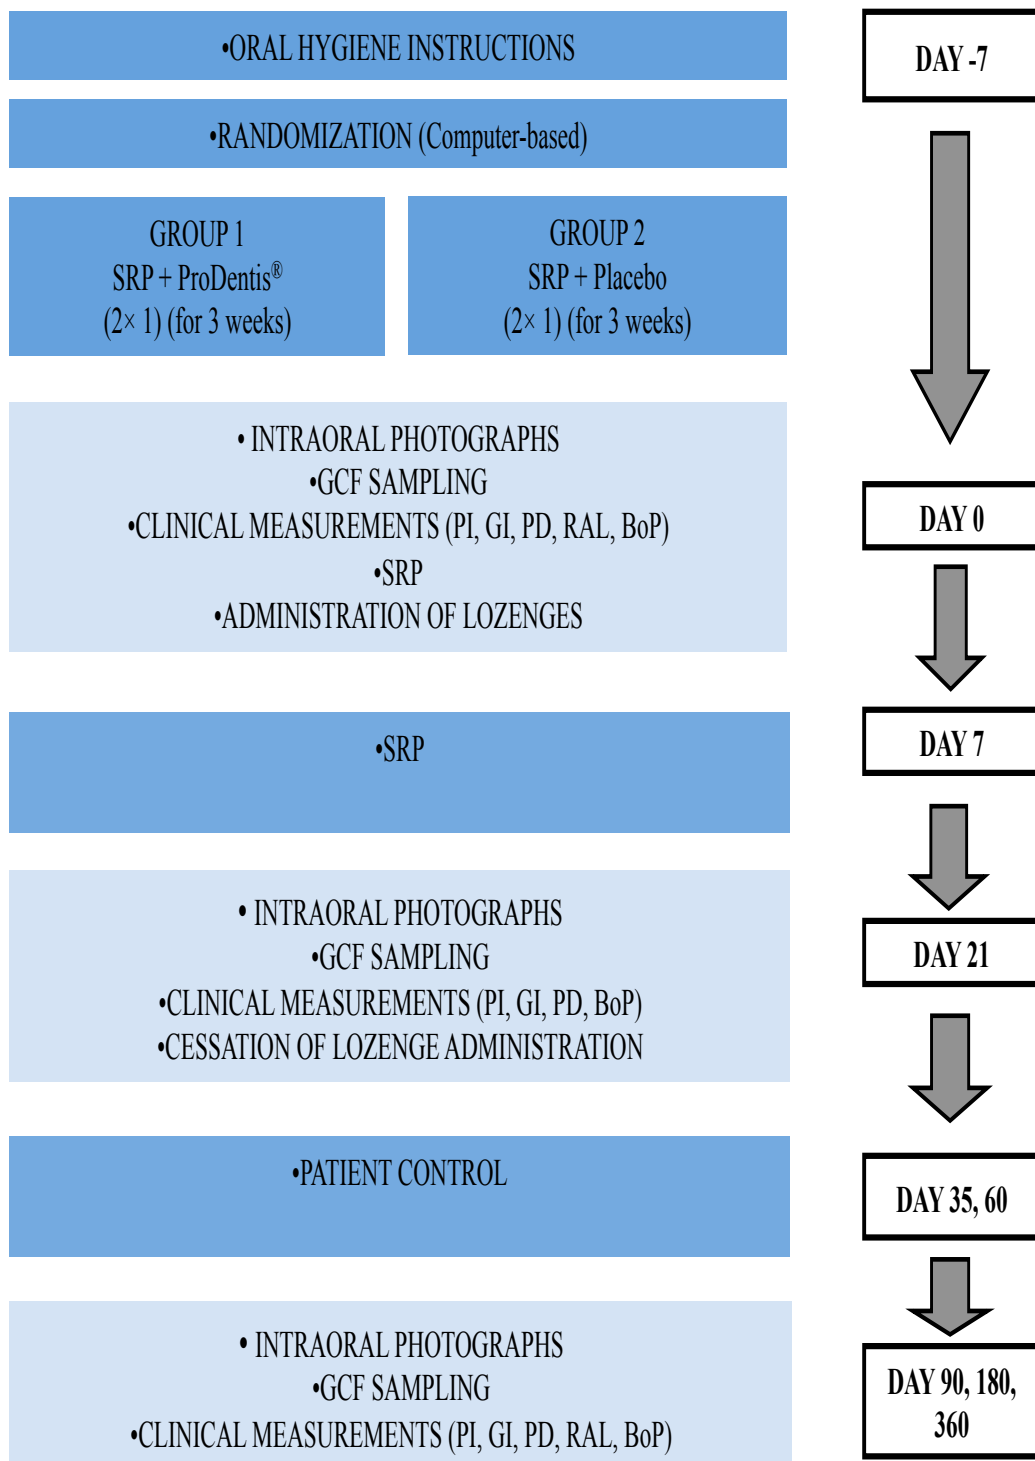 •ORAL HYGIENE INSTRUCTIONS
DAY -7
•RANDOMIZATION (Computer-based)
GROUP 1
SRP + ProDentis®
(2× 1) (for 3 weeks)
GROUP 2
SRP + Placebo
(2× 1) (for 3 weeks)
• INTRAORAL PHOTOGRAPHS
•GCF SAMPLING
•CLINICAL MEASUREMENTS (PI, GI, PD, RAL, BoP)
•SRP
•ADMINISTRATION OF LOZENGES
DAY 0
•SRP
DAY 7
• INTRAORAL PHOTOGRAPHS
•GCF SAMPLING
•CLINICAL MEASUREMENTS (PI, GI, PD, BoP)
•CESSATION OF LOZENGE ADMINISTRATION
DAY 21
•PATIENT CONTROL
DAY 35, 60
• INTRAORAL PHOTOGRAPHS
•GCF SAMPLING
•CLINICAL MEASUREMENTS (PI, GI, PD, RAL, BoP)
DAY 90, 180,
360